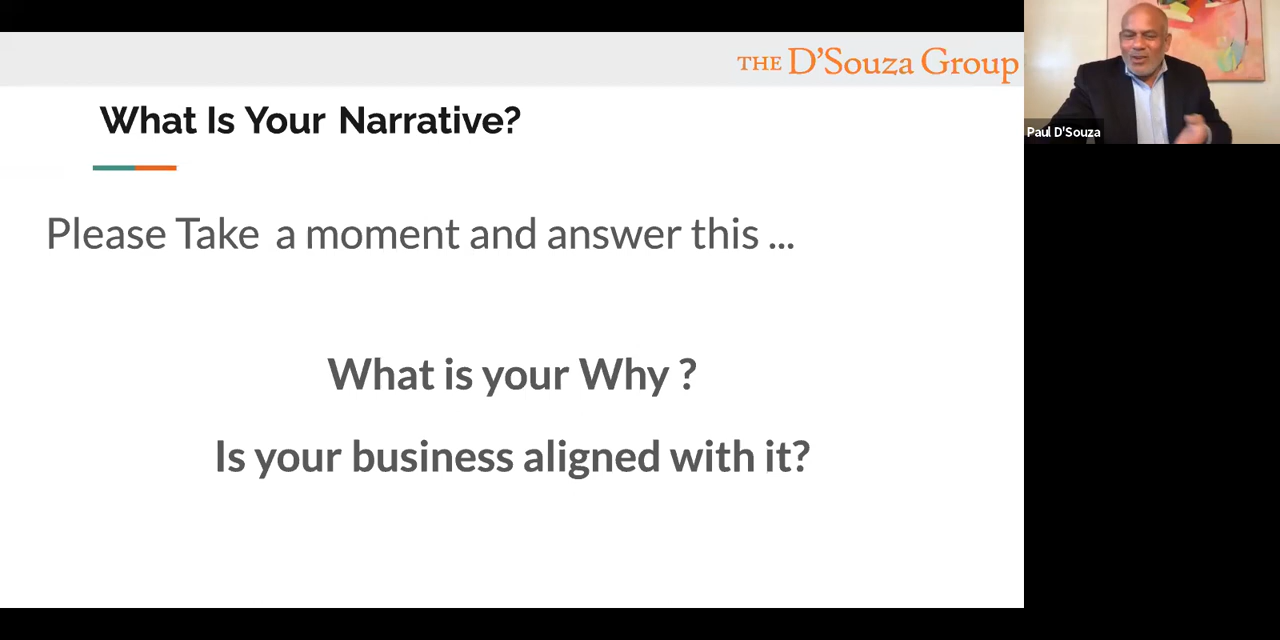 THE D'Souza Group
What Is Your Narrative?
Please Take a moment and answer this ...
What is your Why ?
Is your business aligned with it?
Paul D'Souza